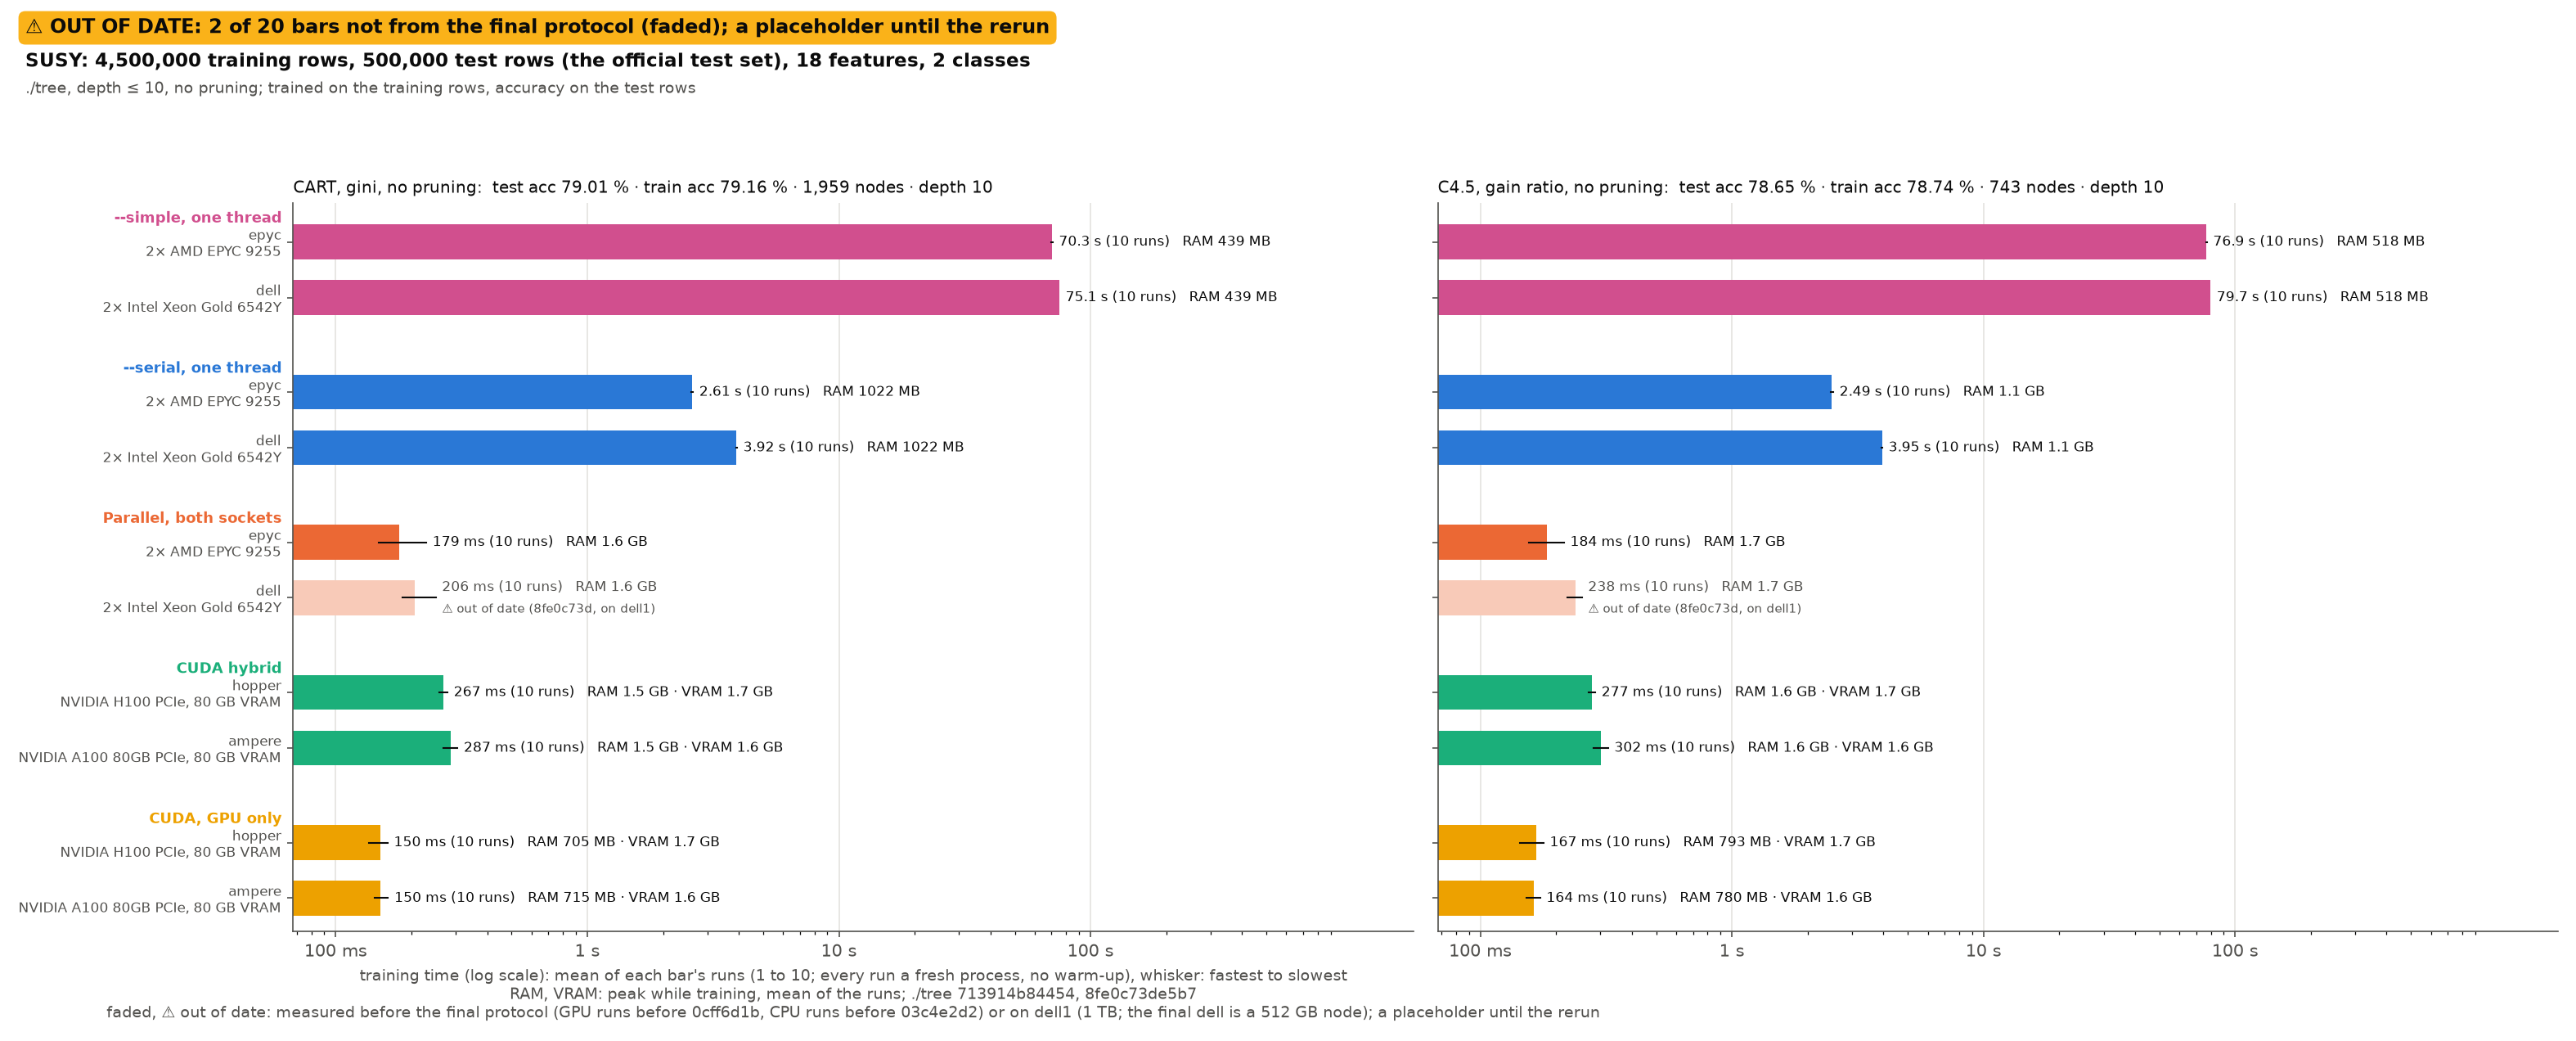 ⚠ OUT OF DATE: 2 of 20 bars not from the final protocol (faded); a placeholder until the rerun
SUSY: 4,500,000 training rows, 500,000 test rows (the official test set), 18 features, 2 classes
./tree, depth ≤ 10, no pruning; trained on the training rows, accuracy on the test rows
CART, gini, no pruning:  test acc 79.01 % · train acc 79.16 % · 1,959 nodes · depth 10
--simple, one thread
epyc
2× AMD EPYC 9255
70.3 s (10 runs)   RAM 439 MB
dell
2× Intel Xeon Gold 6542Y
75.1 s (10 runs)   RAM 439 MB
--serial, one thread
epyc
2× AMD EPYC 9255
2.61 s (10 runs)   RAM 1022 MB
dell
2× Intel Xeon Gold 6542Y
3.92 s (10 runs)   RAM 1022 MB
Parallel, both sockets
epyc
2× AMD EPYC 9255
179 ms (10 runs)   RAM 1.6 GB
dell
2× Intel Xeon Gold 6542Y
206 ms (10 runs)   RAM 1.6 GB
⚠ out of date (8fe0c73d, on dell1)
CUDA hybrid
hopper
NVIDIA H100 PCIe, 80 GB VRAM
267 ms (10 runs)   RAM 1.5 GB · VRAM 1.7 GB
ampere
NVIDIA A100 80GB PCIe, 80 GB VRAM
287 ms (10 runs)   RAM 1.5 GB · VRAM 1.6 GB
CUDA, GPU only
hopper
NVIDIA H100 PCIe, 80 GB VRAM
150 ms (10 runs)   RAM 705 MB · VRAM 1.7 GB
ampere
NVIDIA A100 80GB PCIe, 80 GB VRAM
150 ms (10 runs)   RAM 715 MB · VRAM 1.6 GB
100 ms   1 s   10 s   100 s
C4.5, gain ratio, no pruning:  test acc 78.65 % · train acc 78.74 % · 743 nodes · depth 10
76.9 s (10 runs)   RAM 518 MB
79.7 s (10 runs)   RAM 518 MB
2.49 s (10 runs)   RAM 1.1 GB
3.95 s (10 runs)   RAM 1.1 GB
184 ms (10 runs)   RAM 1.7 GB
238 ms (10 runs)   RAM 1.7 GB
⚠ out of date (8fe0c73d, on dell1)
277 ms (10 runs)   RAM 1.6 GB · VRAM 1.7 GB
302 ms (10 runs)   RAM 1.6 GB · VRAM 1.6 GB
167 ms (10 runs)   RAM 793 MB · VRAM 1.7 GB
164 ms (10 runs)   RAM 780 MB · VRAM 1.6 GB
100 ms   1 s   10 s   100 s
training time (log scale): mean of each bar's runs (1 to 10; every run a fresh process, no warm-up), whisker: fastest to slowest
RAM, VRAM: peak while training, mean of the runs; ./tree 713914b84454, 8fe0c73de5b7
faded, ⚠ out of date: measured before the final protocol (GPU runs before 0cff6d1b, CPU runs before 03c4e2d2) or on dell1 (1 TB; the final dell is a 512 GB node); a placeholder until the rerun